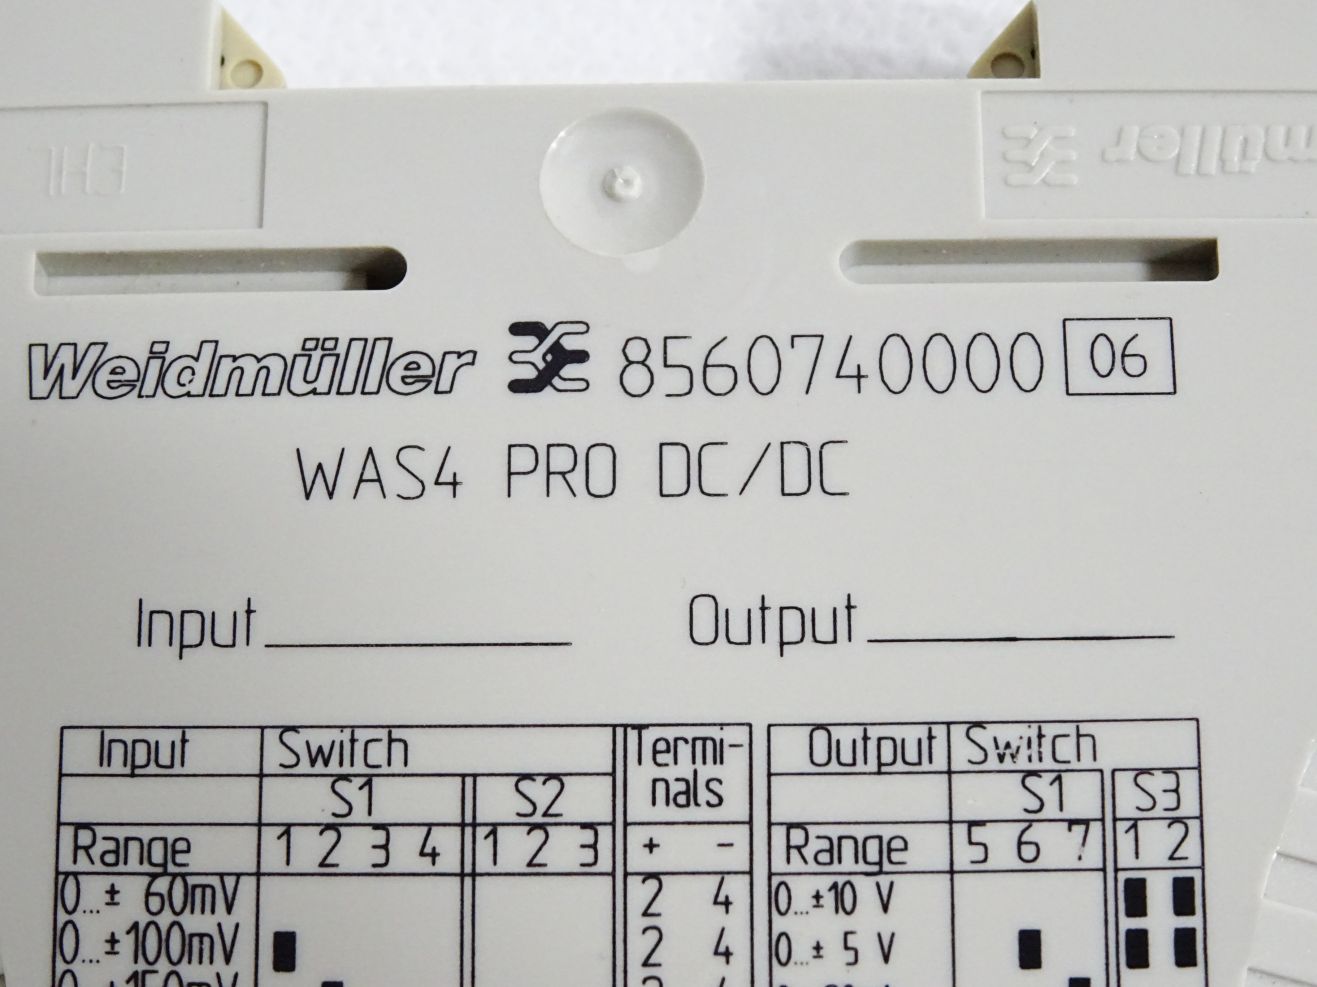 EHL
müller
Weidmüller 8560740000 06
WAS4 PRO DC/DC
Input Output
Input Switch Termi- Output Switch
S1 S2 nals S1 S3
Range 1 2 3 4 1 2 3 + - Range 5 6 7 1 2
0...± 60mV 2 4 0...±10 V
0...±100mV 2 4 0...± 5 V
0...±150mV